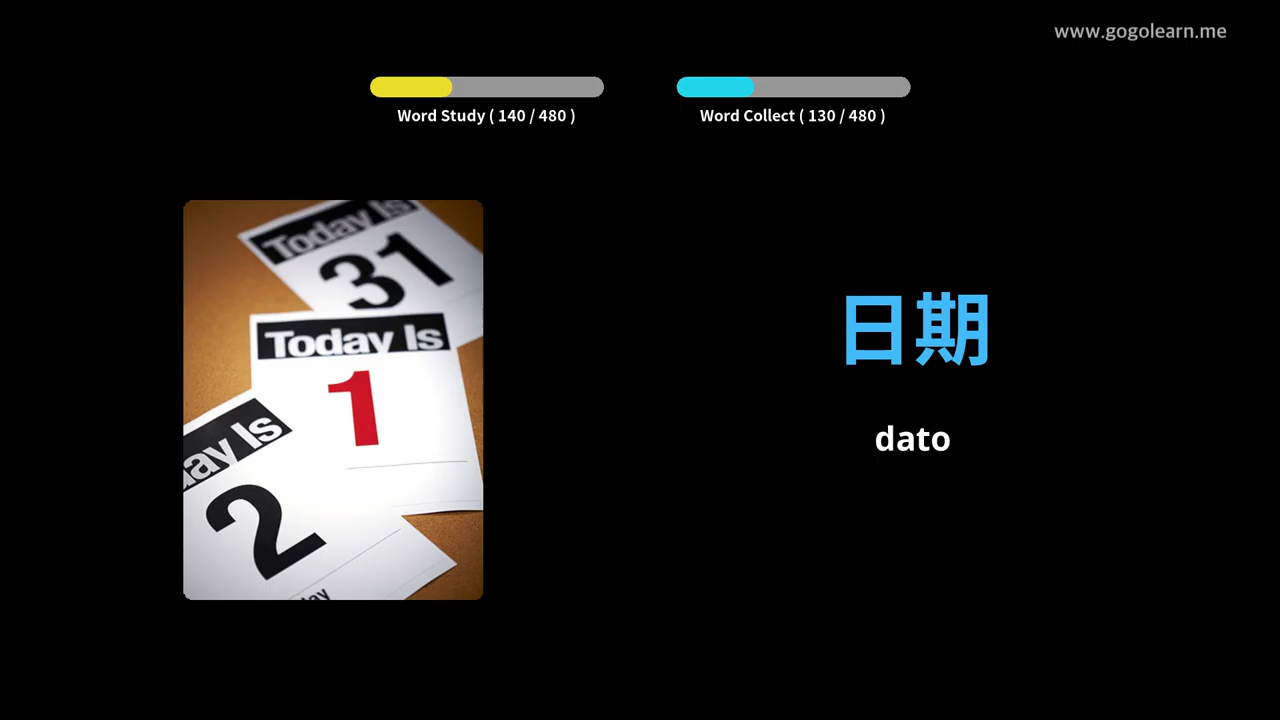 www.gogolearn.me
Word Study ( 140 / 480 )
Word Collect ( 130 / 480 )
Today Is
31
Today Is
1
day Is
2
日期
dato